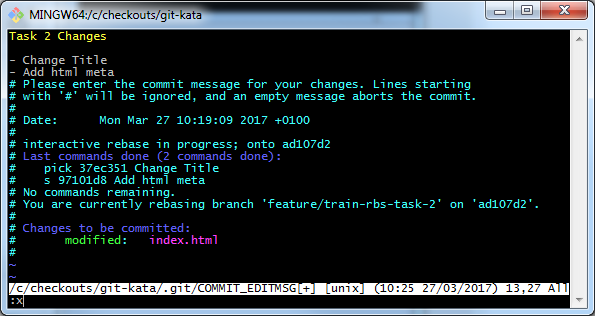 MINGW64:/c/checkouts/git-kata
Task 2 Changes
- Change Title
- Add html meta
# Please enter the commit message for your changes. Lines starting
# with '#' will be ignored, and an empty message aborts the commit.
#
# Date:      Mon Mar 27 10:19:09 2017 +0100
#
# interactive rebase in progress; onto ad107d2
# Last commands done (2 commands done):
#    pick 37ec351 Change Title
#    s 97101d8 Add html meta
# No commands remaining.
# You are currently rebasing branch 'feature/train-rbs-task-2' on 'ad107d2'.
#
# Changes to be committed:
#       modified:   index.html
#
~
~
/c/checkouts/git-kata/.git/COMMIT_EDITMSG[+] [unix] (10:25 27/03/2017) 13,27 All
:x